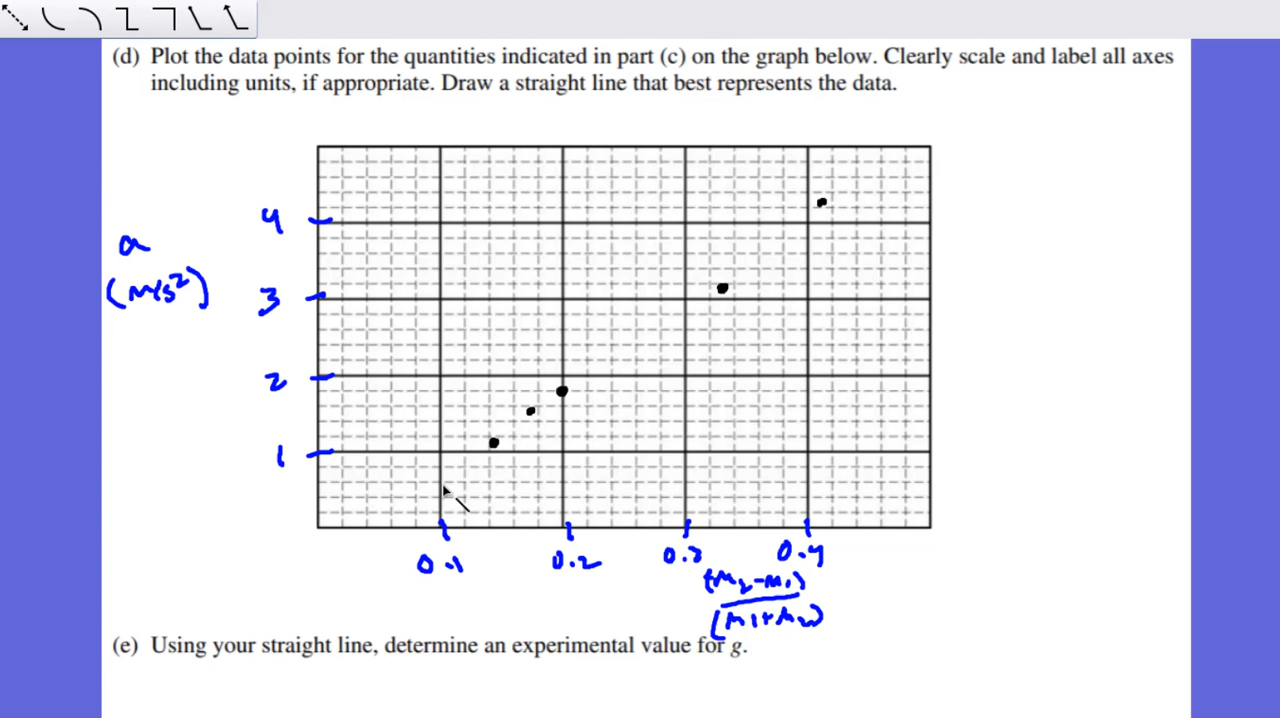 (d) Plot the data points for the quantities indicated in part (c) on the graph below. Clearly scale and label all axes
including units, if appropriate. Draw a straight line that best represents the data.
4
a
(m/s²)
3
2
1
0.1
0.2
0.3
0.4
(m₂-m₁)
(m1+m2)
(e) Using your straight line, determine an experimental value for g.